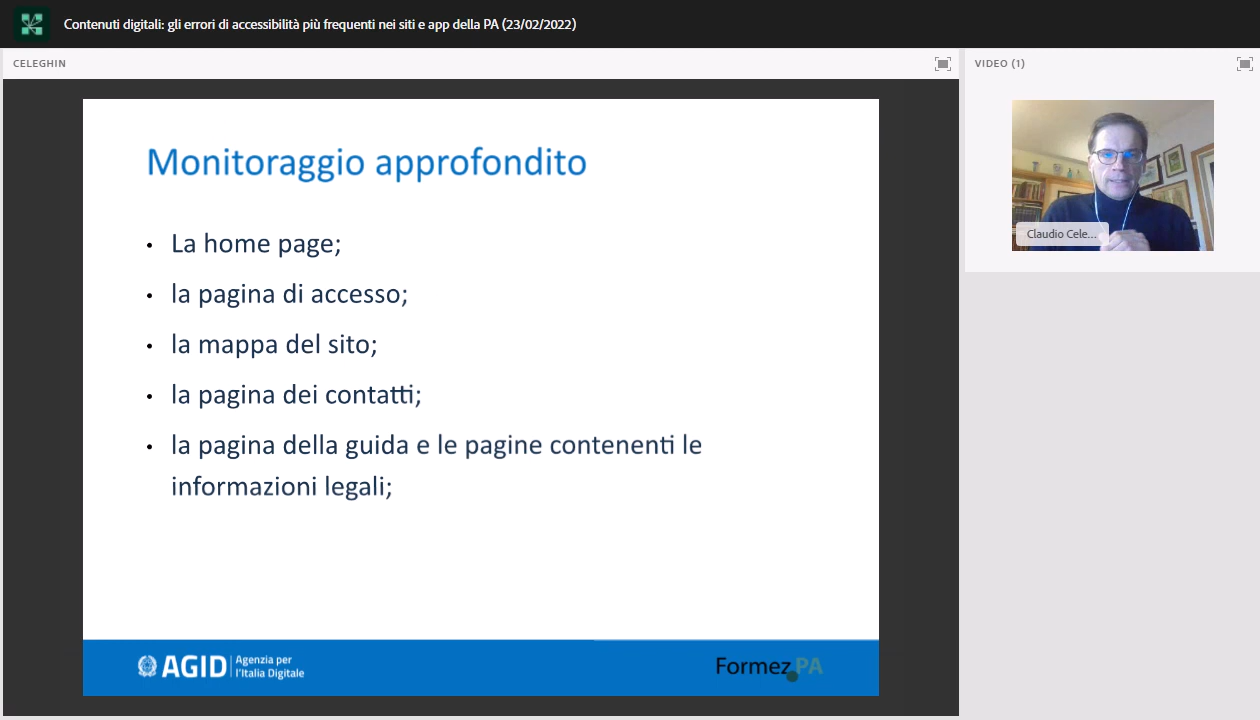 Contenuti digitali: gli errori di accessibilità più frequenti nei siti e app della PA (23/02/2022)
CELEGHIN
VIDEO (1)
Monitoraggio approfondito
• La home page;
• la pagina di accesso;
• la mappa del sito;
• la pagina dei contatti;
• la pagina della guida e le pagine contenenti le
informazioni legali;
Claudio Cele...
AGID
Agenzia per
l'Italia Digitale
Formez PA